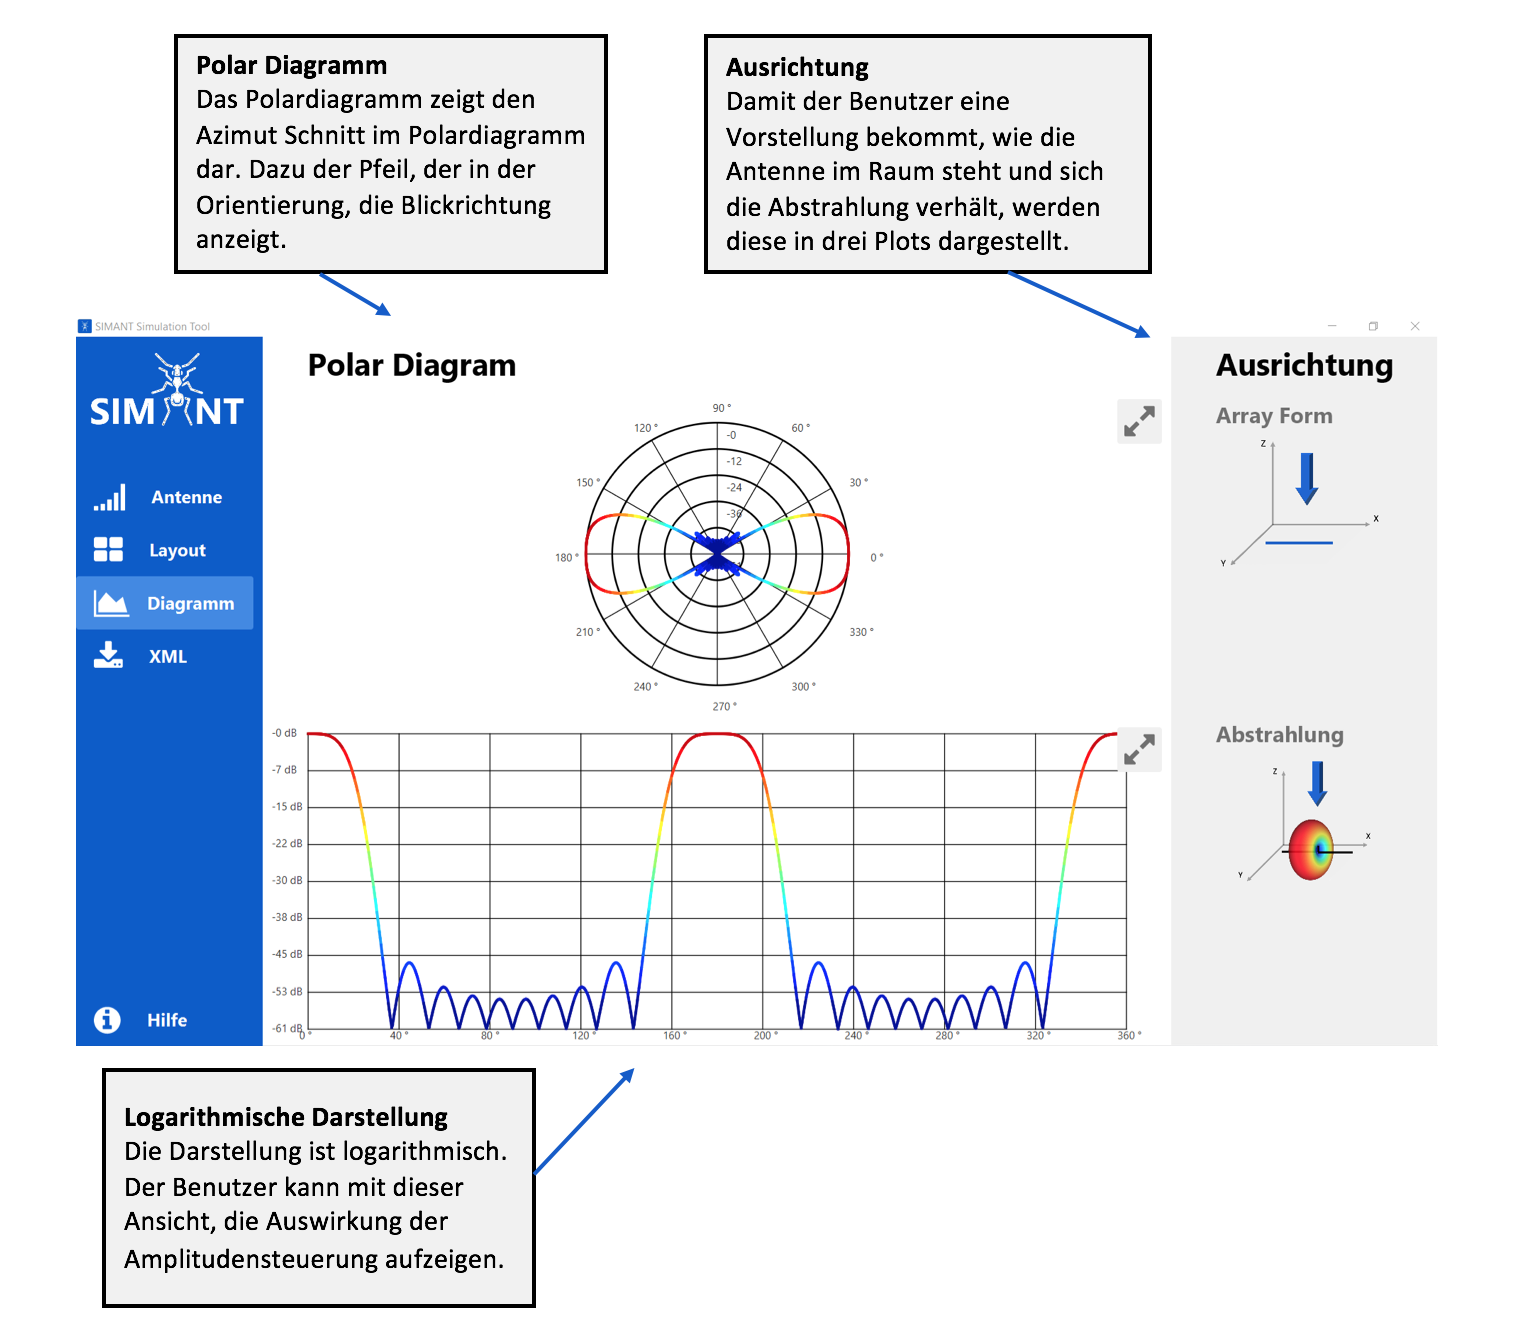 Polar Diagramm
Das Polardiagramm zeigt den
Azimut Schnitt im Polardiagramm
dar. Dazu der Pfeil, der in der
Orientierung, die Blickrichtung
anzeigt.
Ausrichtung
Damit der Benutzer eine
Vorstellung bekommt, wie die
Antenne im Raum steht und sich
die Abstrahlung verhält, werden
diese in drei Plots dargestellt.
SIMANT Simulation Tool
SIMANT
Antenne
Layout
Diagramm
XML
Hilfe
Polar Diagram
90 °
120 °
60 °
-0
-12
150 °
-24
30 °
-36
180 °
0 °
210 °
330 °
240 °
300 °
270 °
-0 dB
-7 dB
-15 dB
-22 dB
-30 dB
-38 dB
-45 dB
-53 dB
-61 dB
0 °
40 °
80 °
120 °
160 °
200 °
240 °
280 °
320 °
360 °
Ausrichtung
Array Form
Z
X
Y
Abstrahlung
Z
X
Y
Logarithmische Darstellung
Die Darstellung ist logarithmisch.
Der Benutzer kann mit dieser
Ansicht, die Auswirkung der
Amplitudensteuerung aufzeigen.